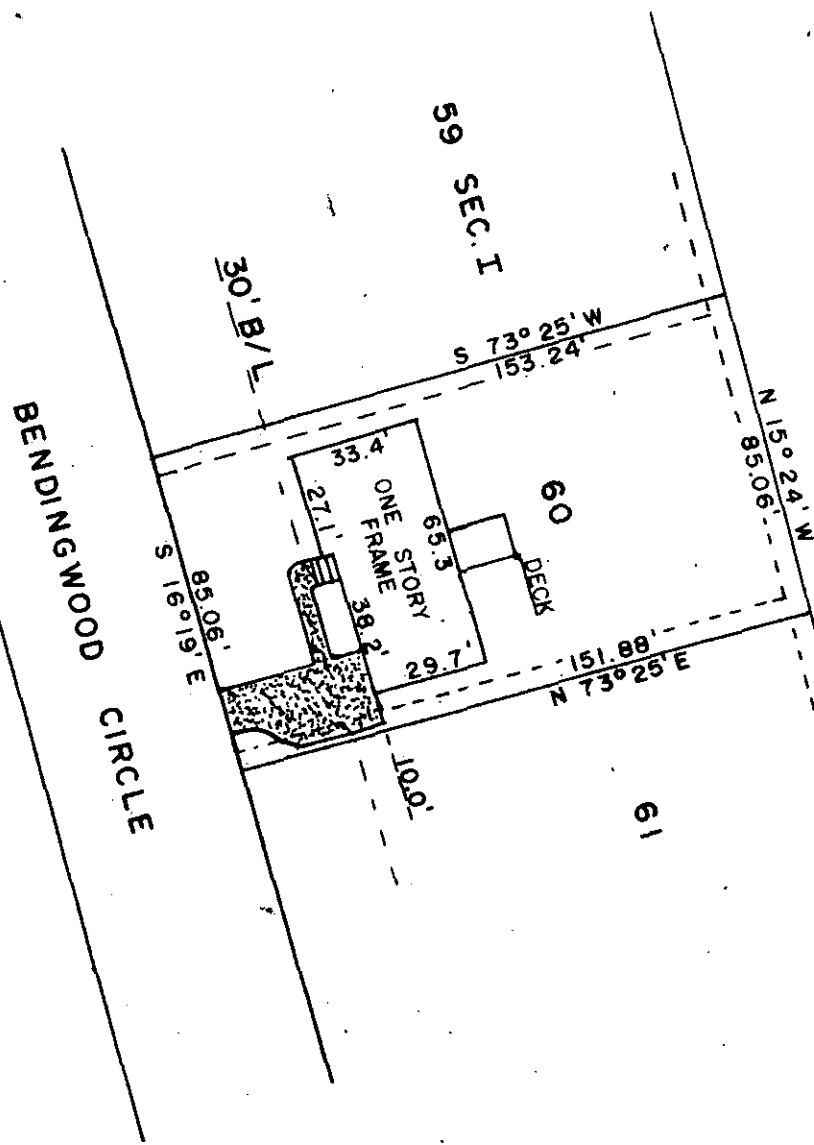 59 SEC. I
30' B/L
S 73° 25' W
153.24'
N 15° 24' W
85.06'
33.4'
27.1'
ONE STORY
FRAME
65.3
60
DECK
38.2'
29.7'
151.88'
N 73° 25' E
85.06'
S 16° 19' E
BENDINGWOOD CIRCLE
10.0'
61